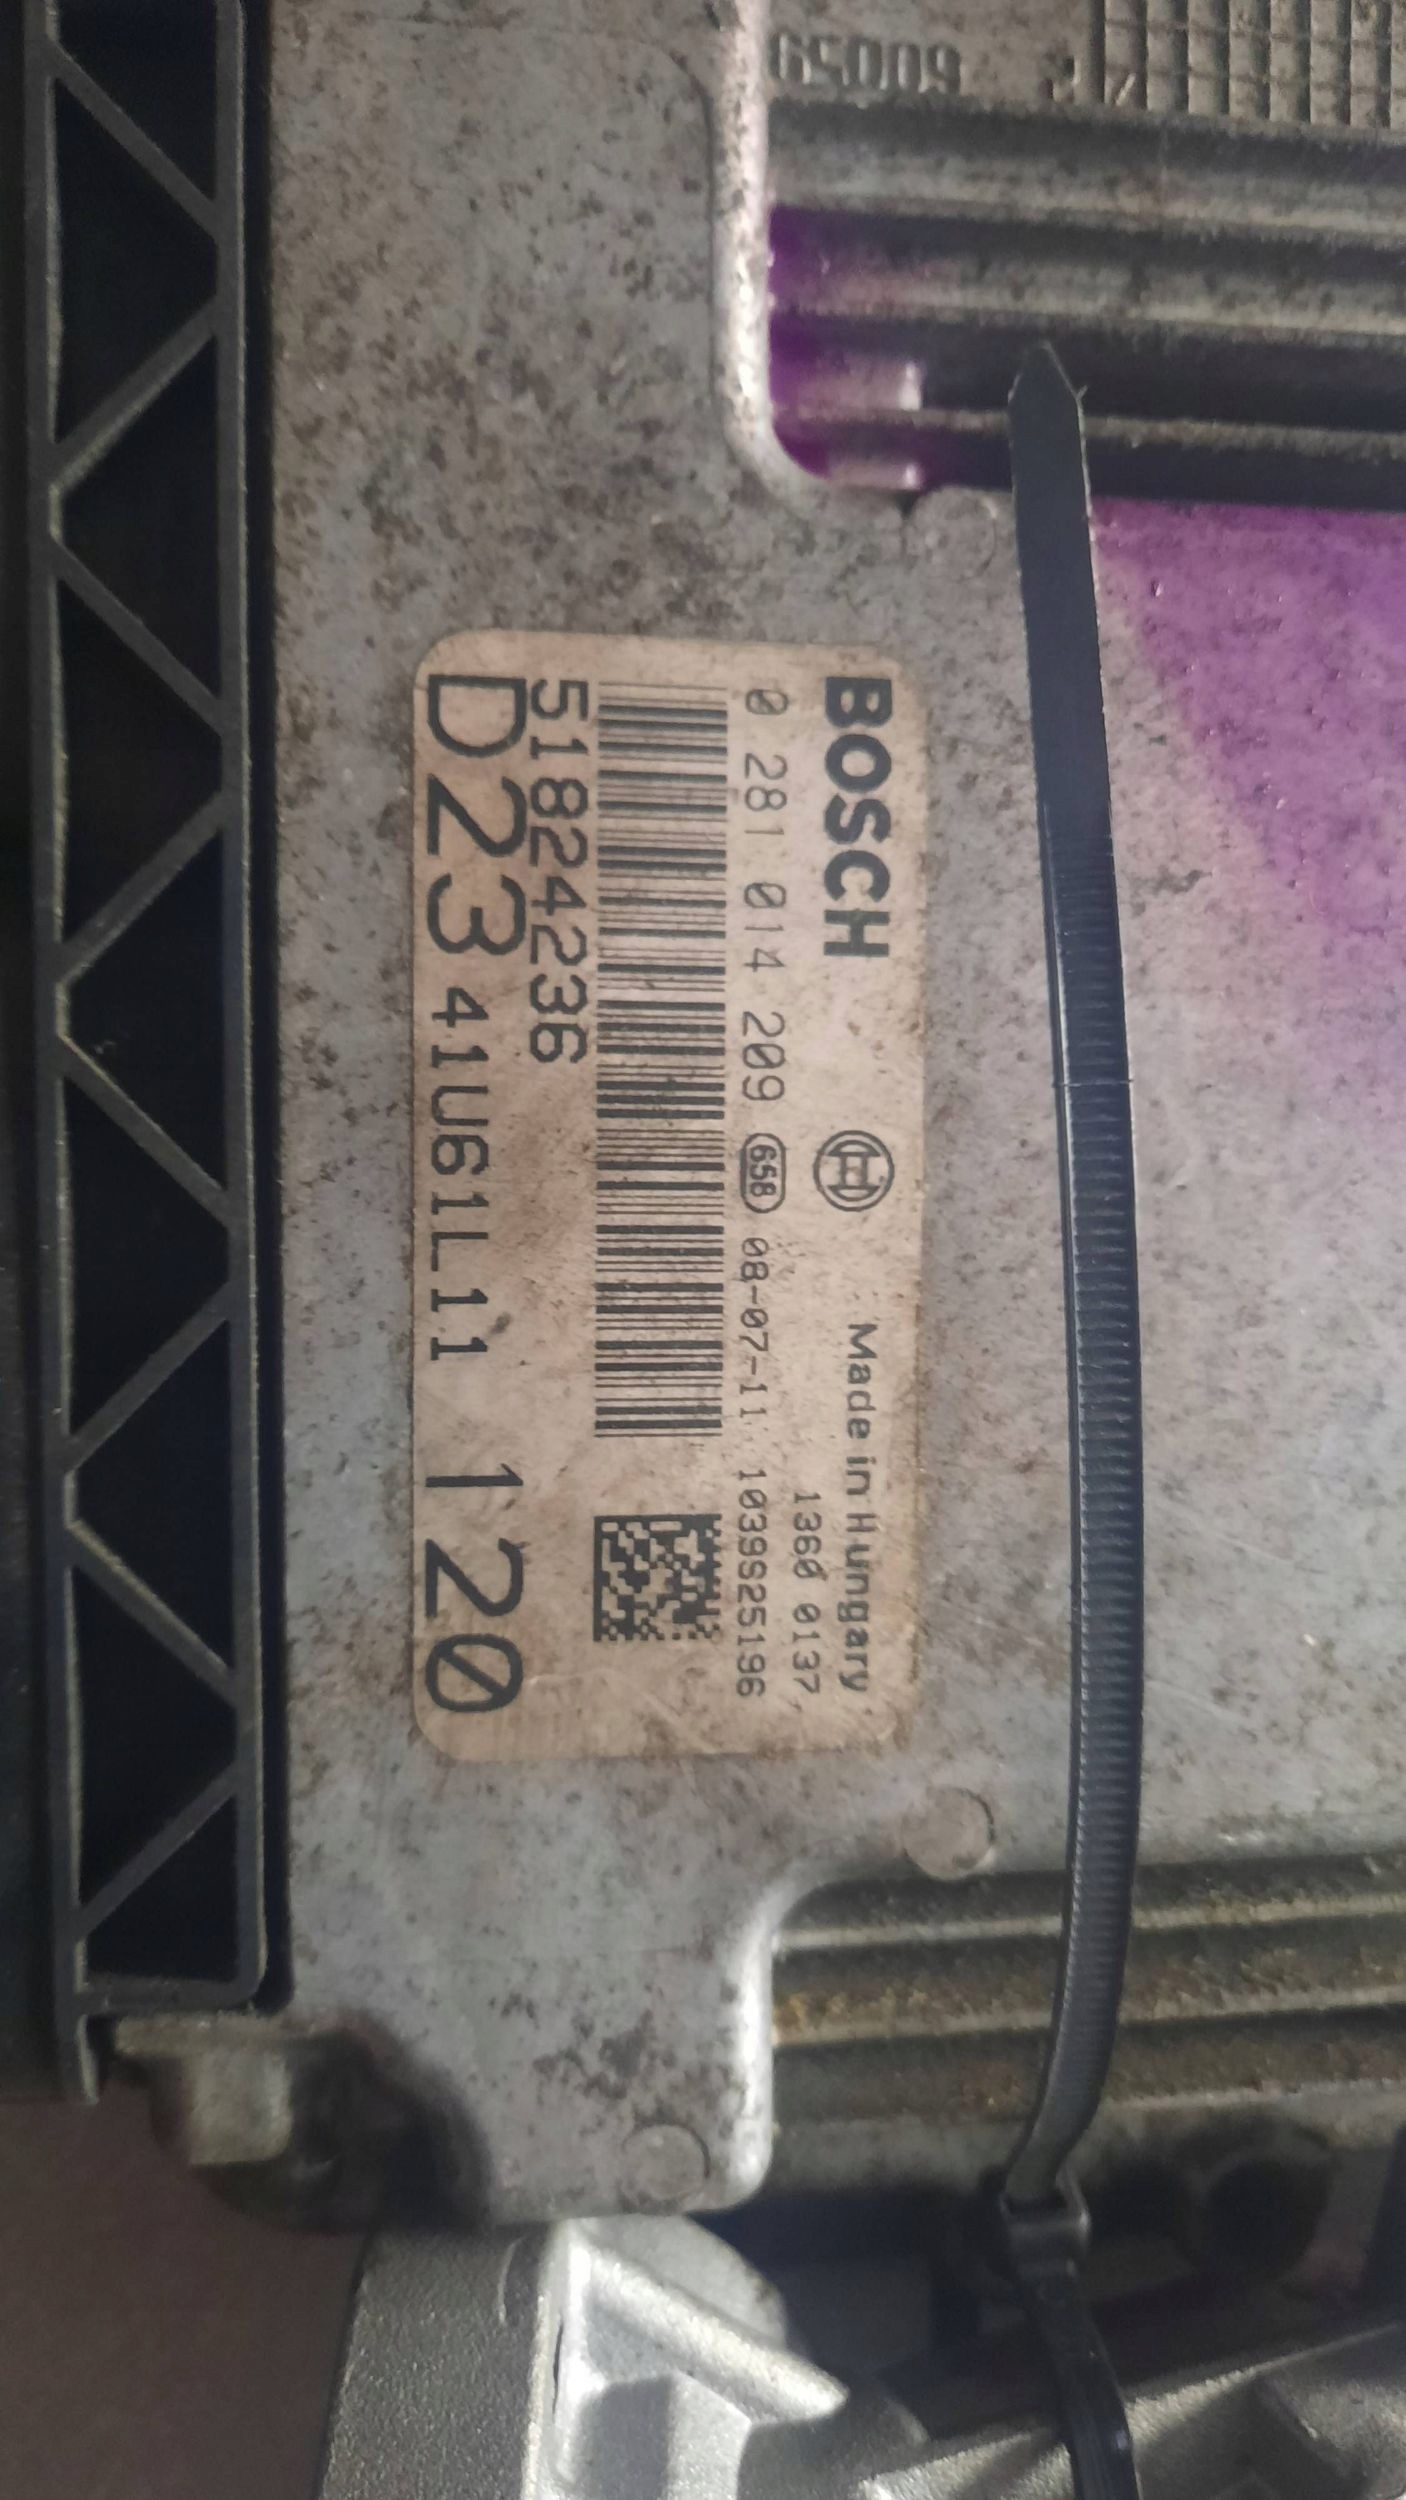 65009
BOSCH
Made in Hungary
1360 0137
0 281 014 209 658 08-07-11 1039S25196
51824236
D23 41U61L11 120